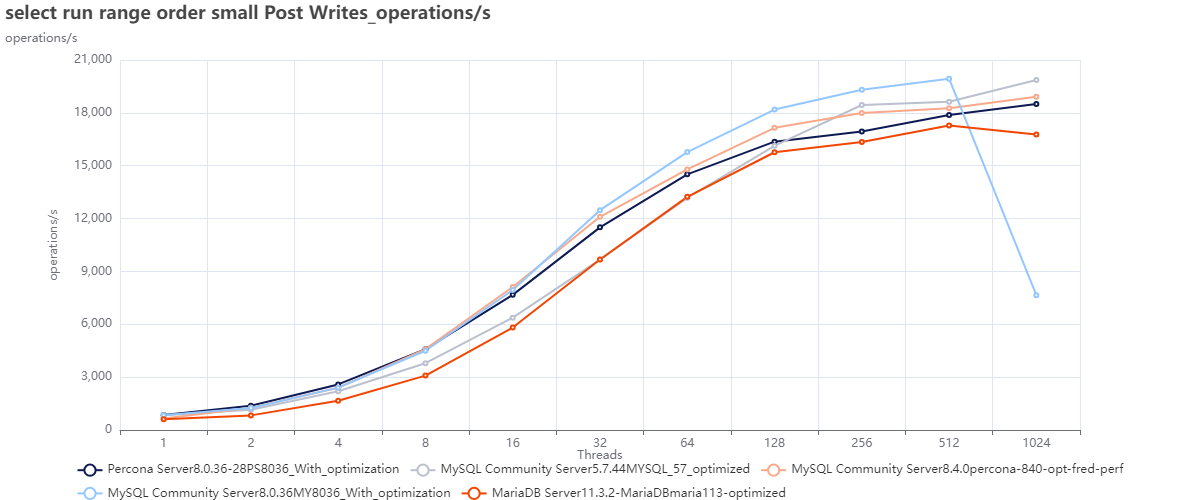 select run range order small Post Writes_operations/s
operations/s
21,000
18,000
15,000
12,000
9,000
6,000
3,000
0
operations/s
1 2 4 8 16 32 64 128 256 512 1024
Threads
Percona Server8.0.36-28PS8036_With_optimization MySQL Community Server5.7.44MYSQL_57_optimized MySQL Community Server8.4.0percona-840-opt-fred-perf
MySQL Community Server8.0.36MY8036_With_optimization MariaDB Server11.3.2-MariaDBmaria113-optimized